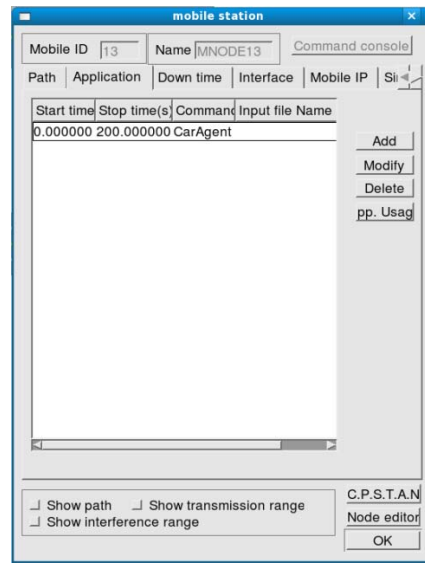 mobile station
Mobile ID 13 Name MNODE13 Command console
Path Application Down time Interface Mobile IP
Start time Stop time(s) Command Input file Name
0.000000 200.000000 CarAgent
Add
Modify
Delete
pp. Usag
Show path Show transmission range
Show interference range
C.P.S.T.A.N
Node editor
OK